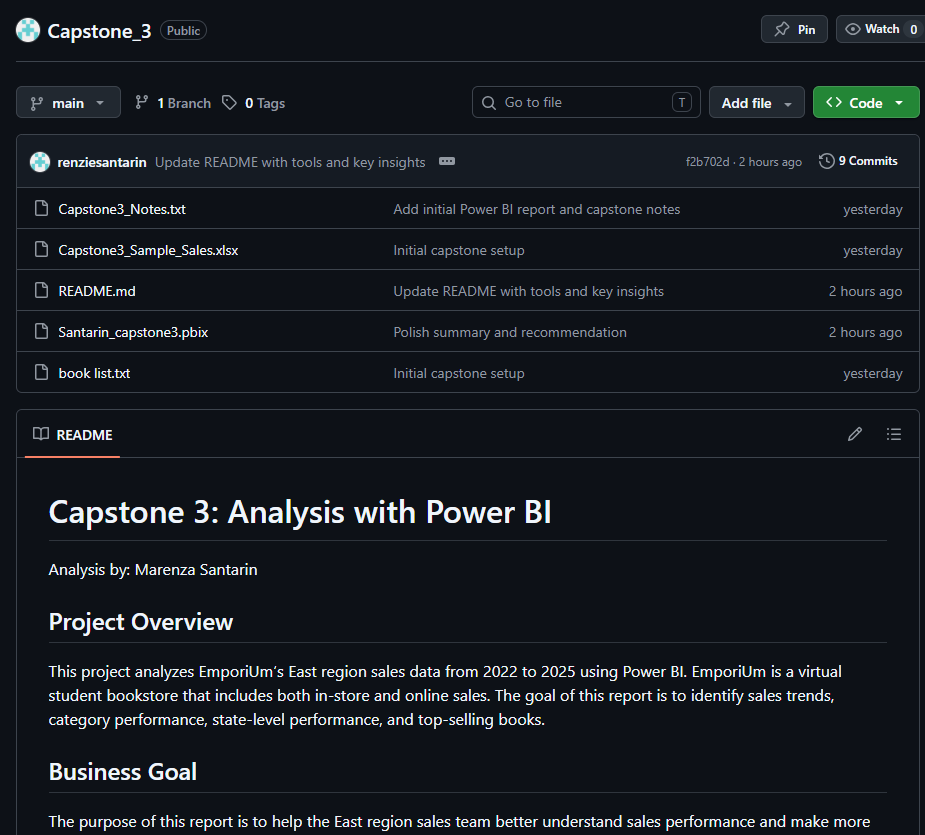 Capstone_3 Public Pin Watch 0
main 1 Branch 0 Tags Go to file T Add file Code
renziesantarin Update README with tools and key insights f2b702d · 2 hours ago 9 Commits
Capstone3_Notes.txt Add initial Power BI report and capstone notes yesterday
Capstone3_Sample_Sales.xlsx Initial capstone setup yesterday
README.md Update README with tools and key insights 2 hours ago
Santarin_capstone3.pbix Polish summary and recommendation 2 hours ago
book list.txt Initial capstone setup yesterday
README
Capstone 3: Analysis with Power BI
Analysis by: Marenza Santarin
Project Overview
This project analyzes EmporiUm's East region sales data from 2022 to 2025 using Power BI. EmporiUm is a virtual
student bookstore that includes both in-store and online sales. The goal of this report is to identify sales trends,
category performance, state-level performance, and top-selling books.
Business Goal
The purpose of this report is to help the East region sales team better understand sales performance and make more